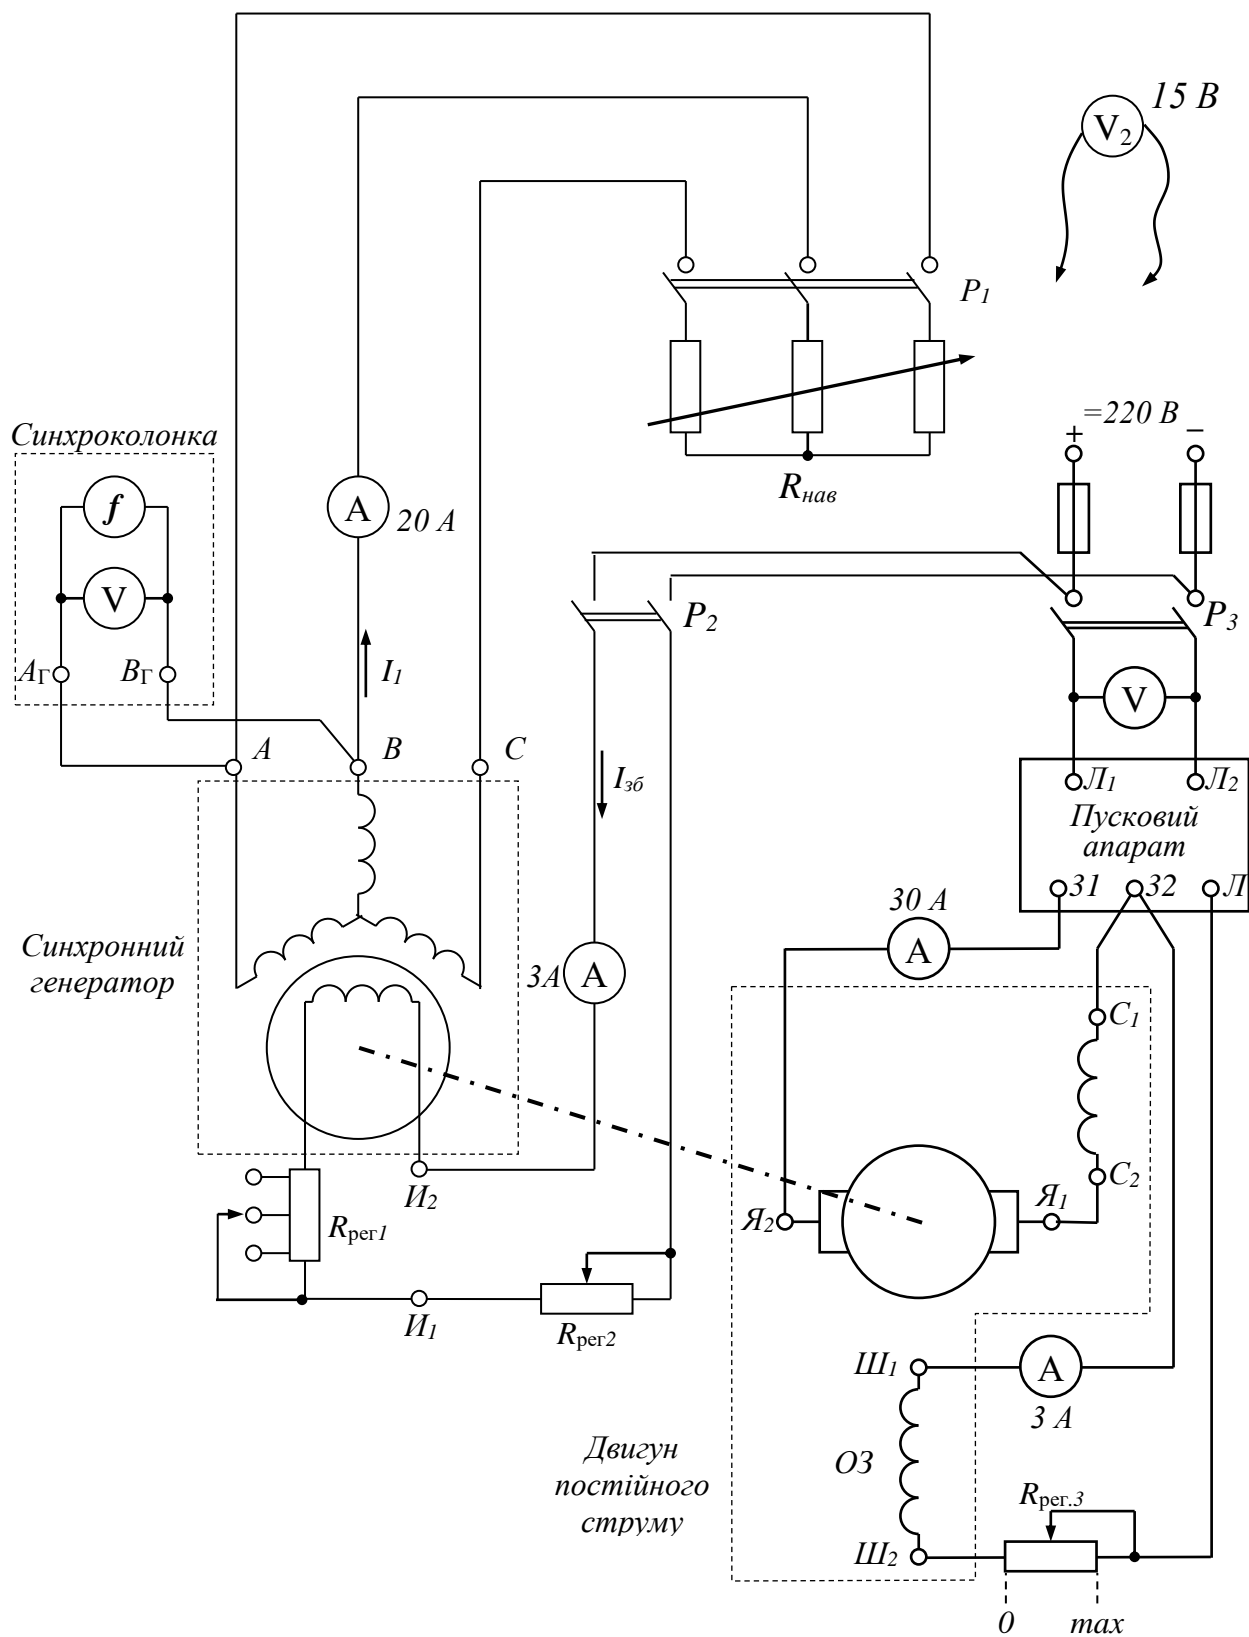 15 В
V2
P1
=220 В
+
–
Синхроколонка
f
V
Rнав
A
20 A
P2
P3
AГ
BГ
I1
V
A
B
C
Iзб
Л1
Л2
Пусковий
апарат
31
32
Л
30 A
A
Синхронний
генератор
3A
A
C1
C2
Я2
Я1
И2
Rрег1
И1
Rрег2
Ш1
A
3 A
Двигун
постійного
струму
ОЗ
Rрег.3
Ш2
0
max